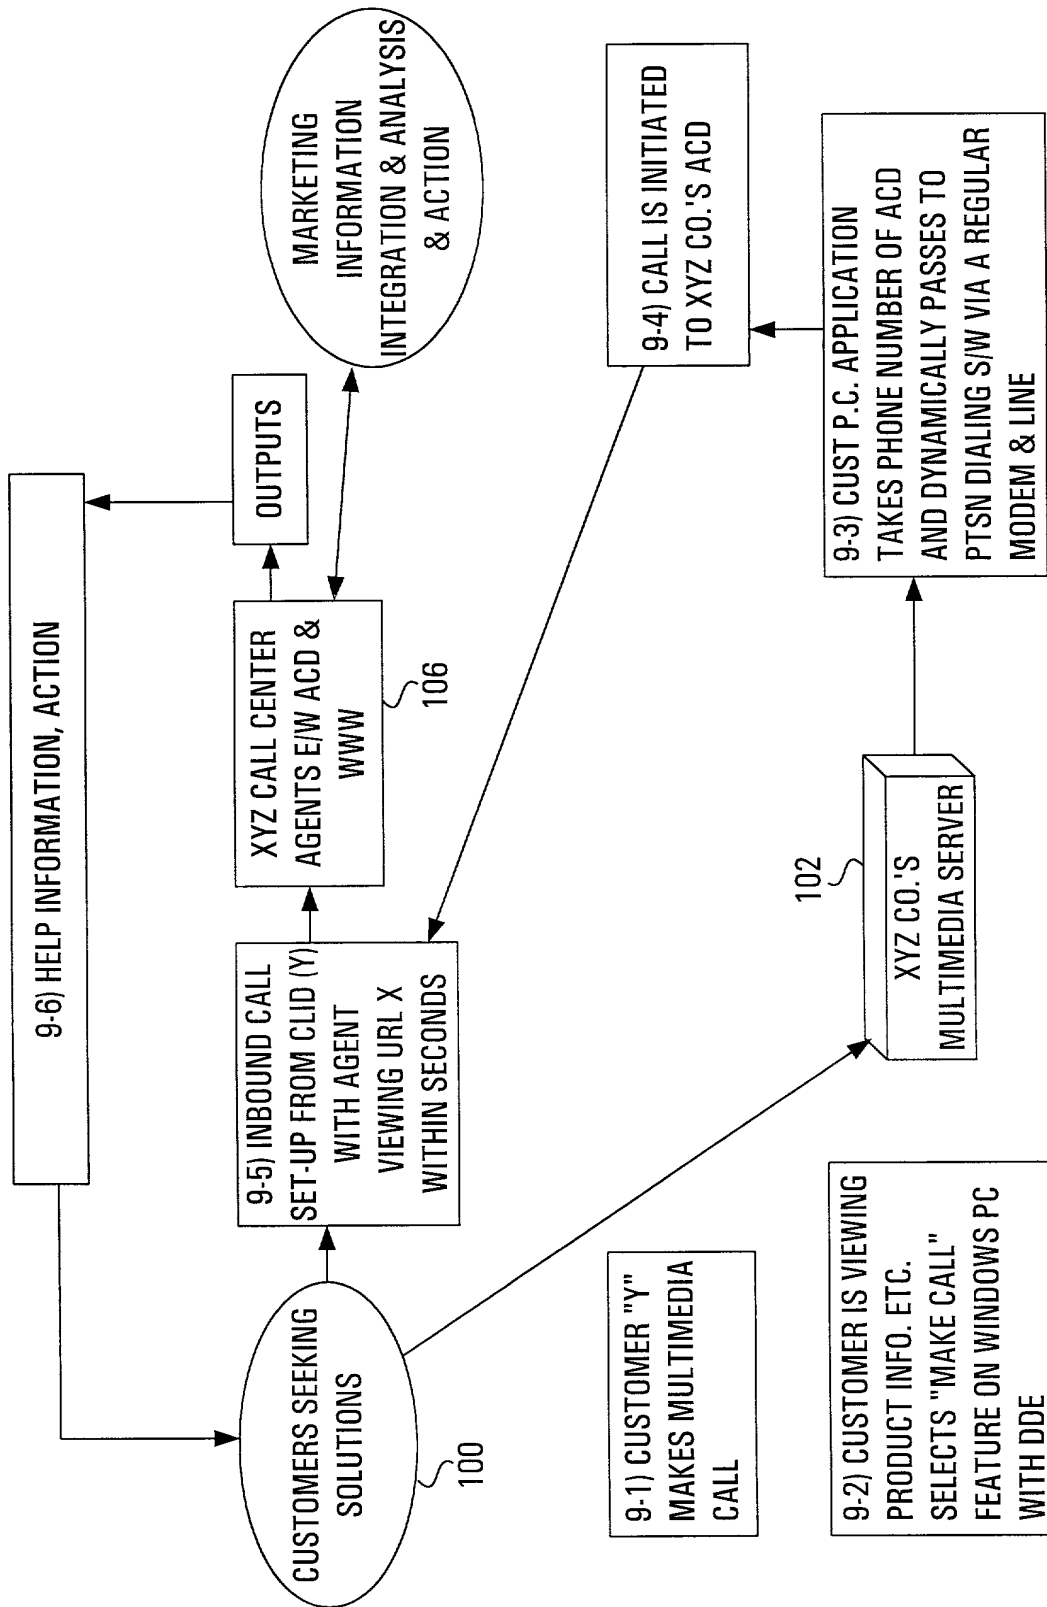 9-6) HELP INFORMATION, ACTION
CUSTOMERS SEEKING
SOLUTIONS
100
9-5) INBOUND CALL
SET-UP FROM CLID (Y)
WITH AGENT
VIEWING URL X
WITHIN SECONDS
XYZ CALL CENTER
AGENTS E/W ACD &
WWW
106
OUTPUTS
MARKETING
INFORMATION
INTEGRATION & ANALYSIS
& ACTION
9-1) CUSTOMER "Y"
MAKES MULTIMEDIA
CALL
9-4) CALL IS INITIATED
TO XYZ CO.'S ACD
9-2) CUSTOMER IS VIEWING
PRODUCT INFO. ETC.
SELECTS "MAKE CALL"
FEATURE ON WINDOWS PC
WITH DDE
102
XYZ CO.'S
MULTIMEDIA SERVER
9-3) CUST P.C. APPLICATION
TAKES PHONE NUMBER OF ACD
AND DYNAMICALLY PASSES TO
PTSN DIALING S/W VIA A REGULAR
MODEM & LINE